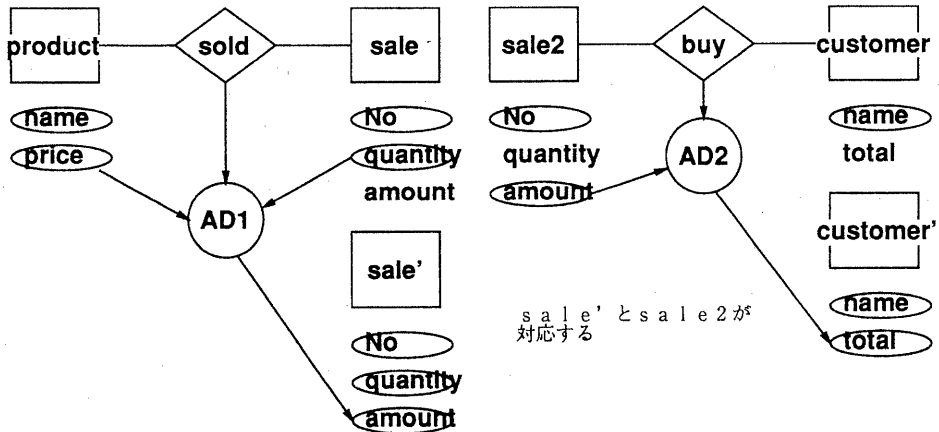 product
sold
sale
name
price
No
quantity
amount
AD1
sale'
No
quantity
amount
sale2
buy
customer
No
quantity
amount
AD2
name
total
customer'
name
total
sale'とsale2が
対応する